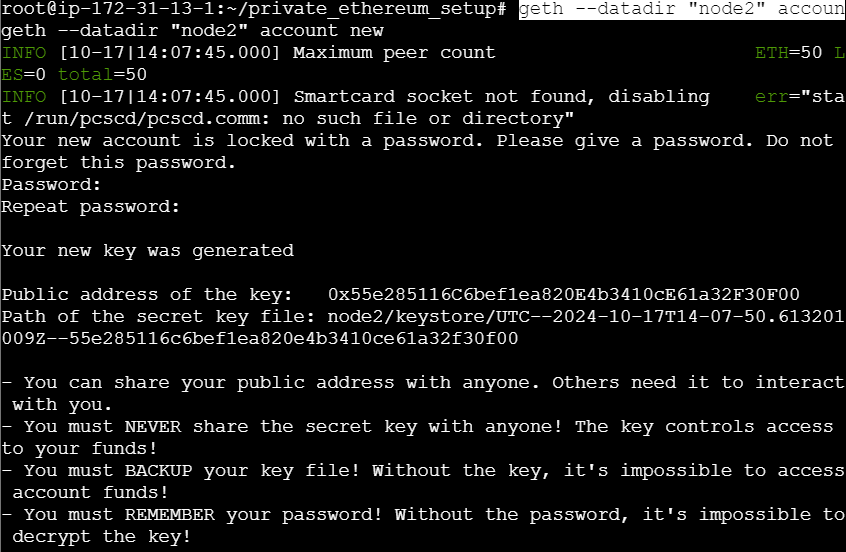 root@ip-172-31-13-1:~/private_ethereum_setup# geth --datadir "node2" accoun
geth --datadir "node2" account new
INFO [10-17|14:07:45.000] Maximum peer count                       ETH=50 L
ES=0 total=50
INFO [10-17|14:07:45.000] Smartcard socket not found, disabling    err="sta
t /run/pcscd/pcscd.comm: no such file or directory"
Your new account is locked with a password. Please give a password. Do not
forget this password.
Password:
Repeat password:
Your new key was generated
Public address of the key:   0x55e285116C6bef1ea820E4b3410cE61a32F30F00
Path of the secret key file: node2/keystore/UTC--2024-10-17T14-07-50.613201
009Z--55e285116c6bef1ea820e4b3410ce61a32f30f00
- You can share your public address with anyone. Others need it to interact
 with you.
- You must NEVER share the secret key with anyone! The key controls access
to your funds!
- You must BACKUP your key file! Without the key, it's impossible to access
 account funds!
- You must REMEMBER your password! Without the password, it's impossible to
 decrypt the key!